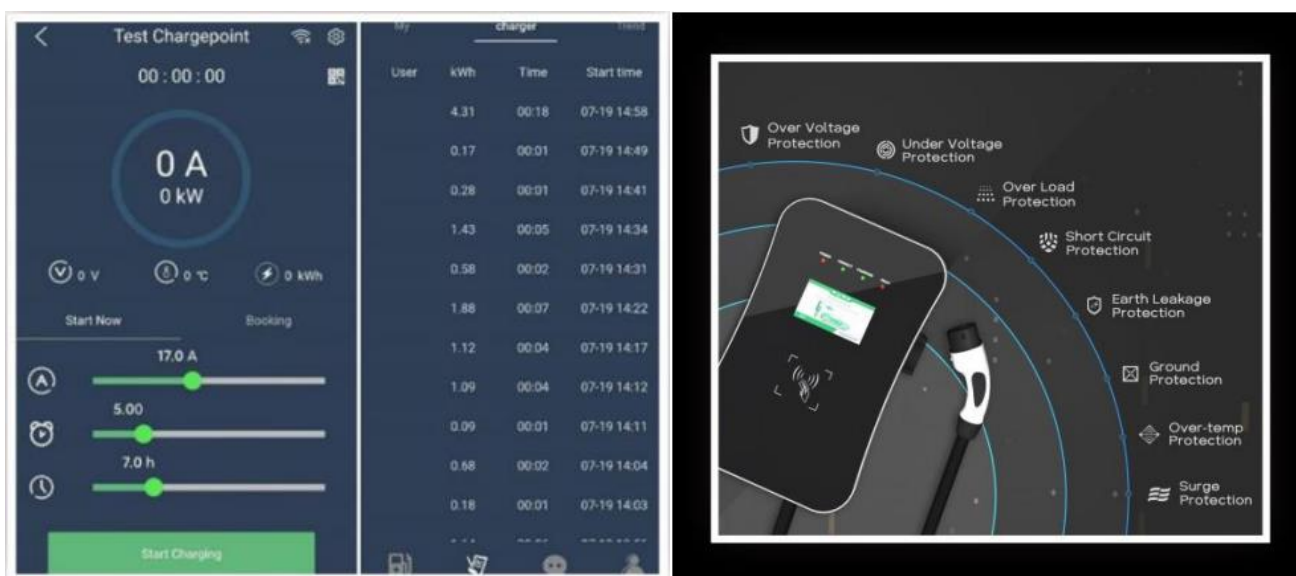 Test Chargepoint
00:00:00
0 A
0 kW
0 V
0 ℃
0 kWh
Start Now
Booking
17.0 A
5.00
7.0 h
Start Charging
My charger Trend
User kWh Time Start time
4.31 00:18 07-19 14:58
0.17 00:01 07-19 14:49
0.28 00:01 07-19 14:41
1.43 00:05 07-19 14:34
0.58 00:02 07-19 14:31
1.88 00:07 07-19 14:22
1.12 00:04 07-19 14:17
1.09 00:04 07-19 14:12
0.09 00:01 07-19 14:11
0.68 00:02 07-19 14:04
0.18 00:01 07-19 14:03
Over Voltage
Protection
Under Voltage
Protection
Over Load
Protection
Short Circuit
Protection
Earth Leakage
Protection
Ground
Protection
Over-temp
Protection
Surge
Protection